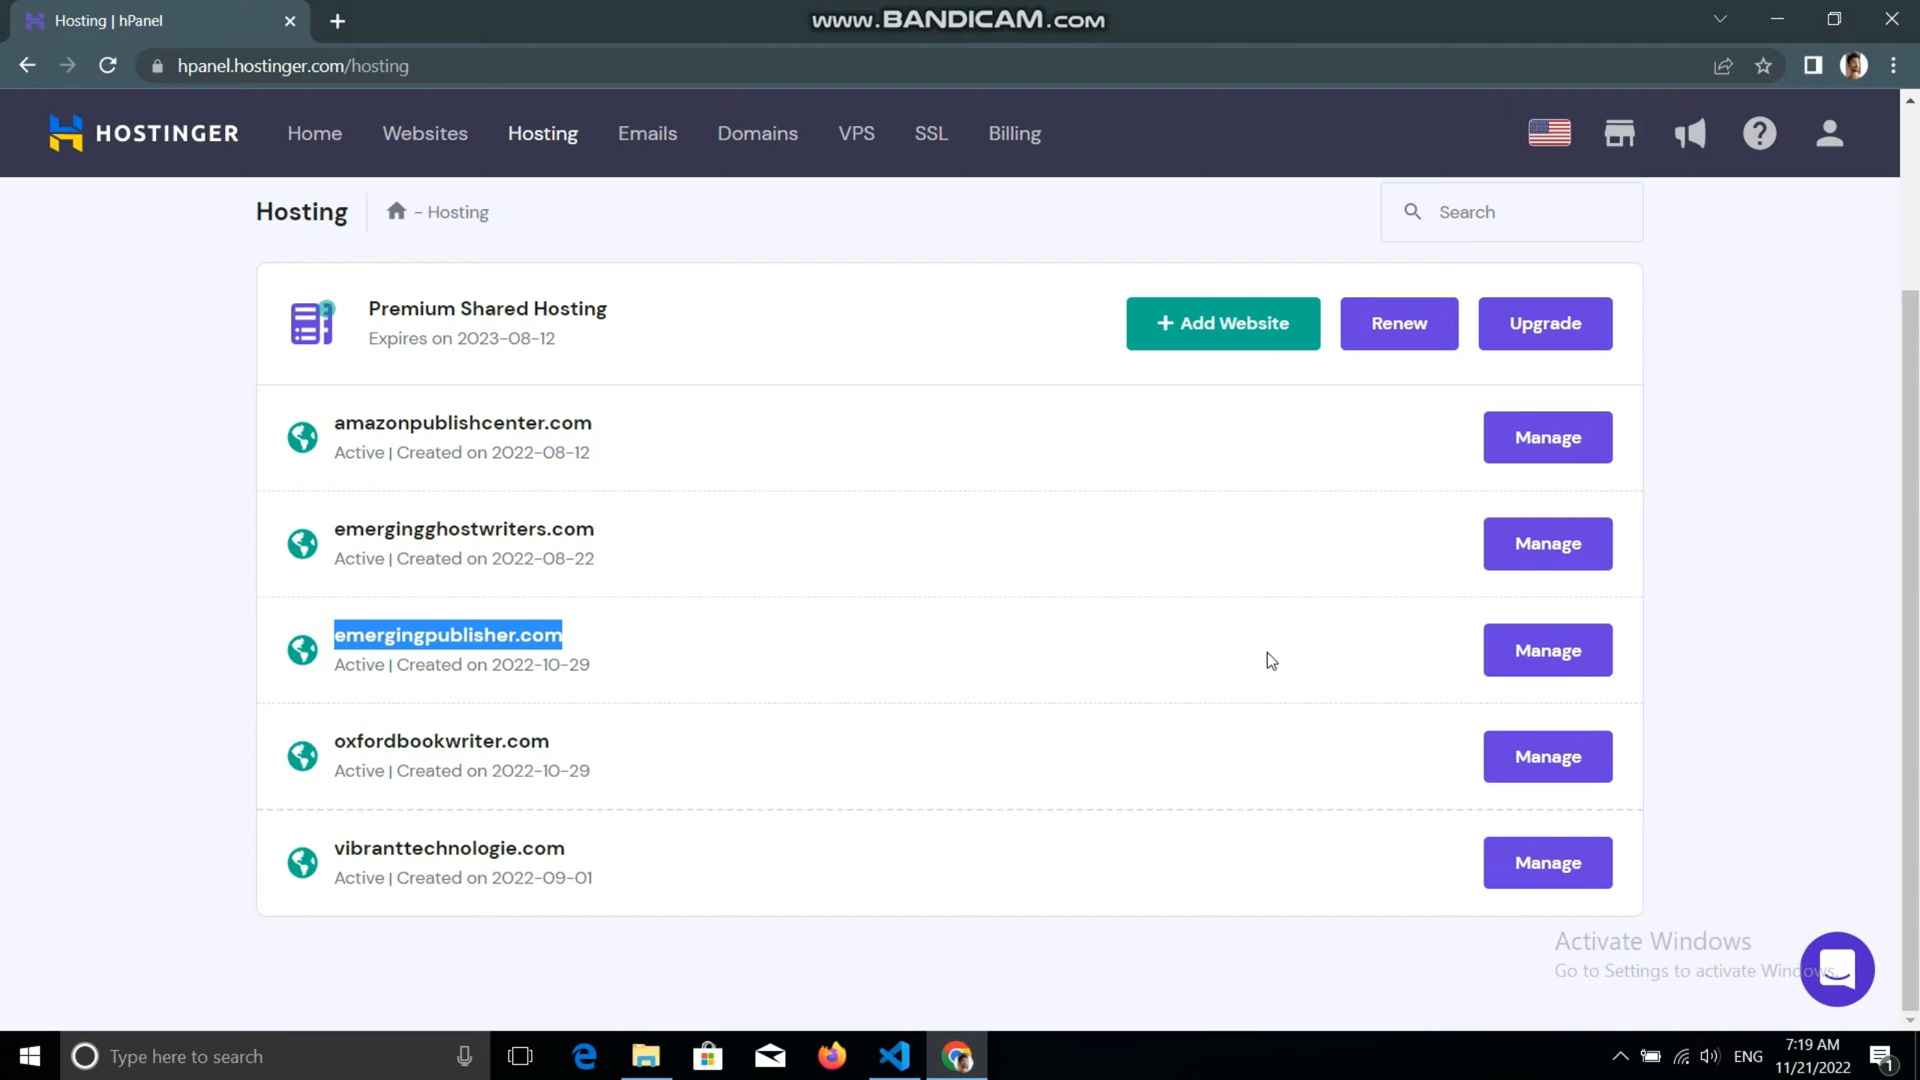 Hosting | hPanel
www.BANDICAM.com
hpanel.hostinger.com/hosting
HOSTINGER Home Websites Hosting Emails Domains VPS SSL Billing
Hosting - Hosting Search
Premium Shared Hosting
Expires on 2023-08-12
+ Add Website Renew Upgrade
amazonpublishcenter.com
Active | Created on 2022-08-12
Manage
emergingghostwriters.com
Active | Created on 2022-08-22
Manage
emergingpublisher.com
Active | Created on 2022-10-29
Manage
oxfordbookwriter.com
Active | Created on 2022-10-29
Manage
vibranttechnologie.com
Active | Created on 2022-09-01
Manage
Activate Windows
Go to Settings to activate Windows.
Type here to search
ENG
7:19 AM
11/21/2022
1